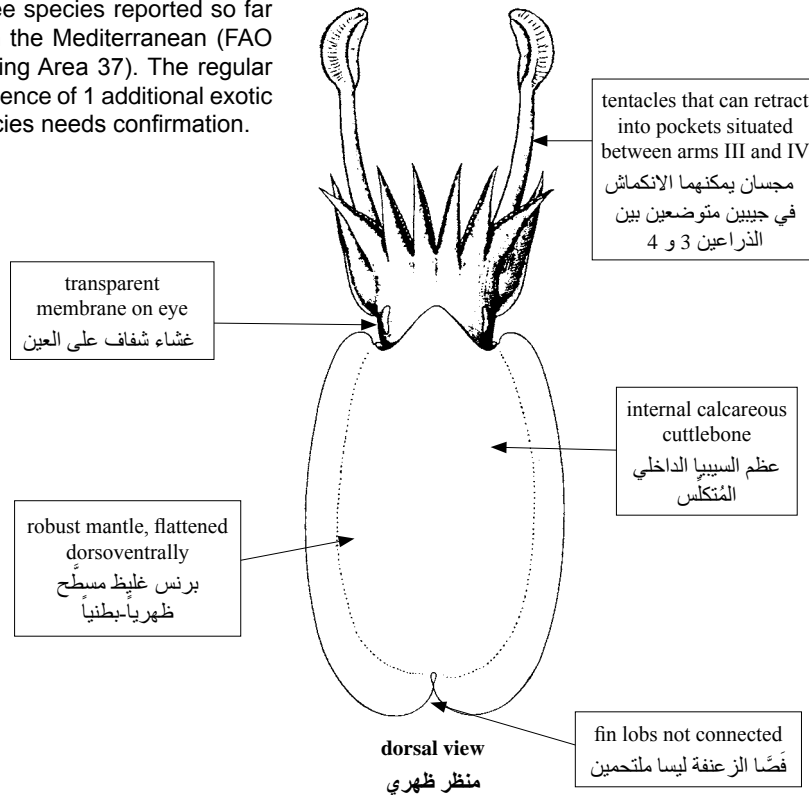 ee species reported so far
the Mediterranean (FAO
ing Area 37). The regular
ence of 1 additional exotic
cies needs confirmation.
tentacles that can retract
into pockets situated
between arms III and IV
مجسان يمكنهما الانكماش
في جيبين متوضعين بين
الذراعين 3 و 4
transparent
membrane on eye
غشاء شفاف على العين
internal calcareous
cuttlebone
عظم السيبيا الداخلي
المُتكلِّس
robust mantle, flattened
dorsoventrally
برنس غليظ مسطَّح
ظهرياً-بطنياً
fin lobs not connected
فَصَّا الزعنفة ليسا ملتحمين
dorsal view
منظر ظهري